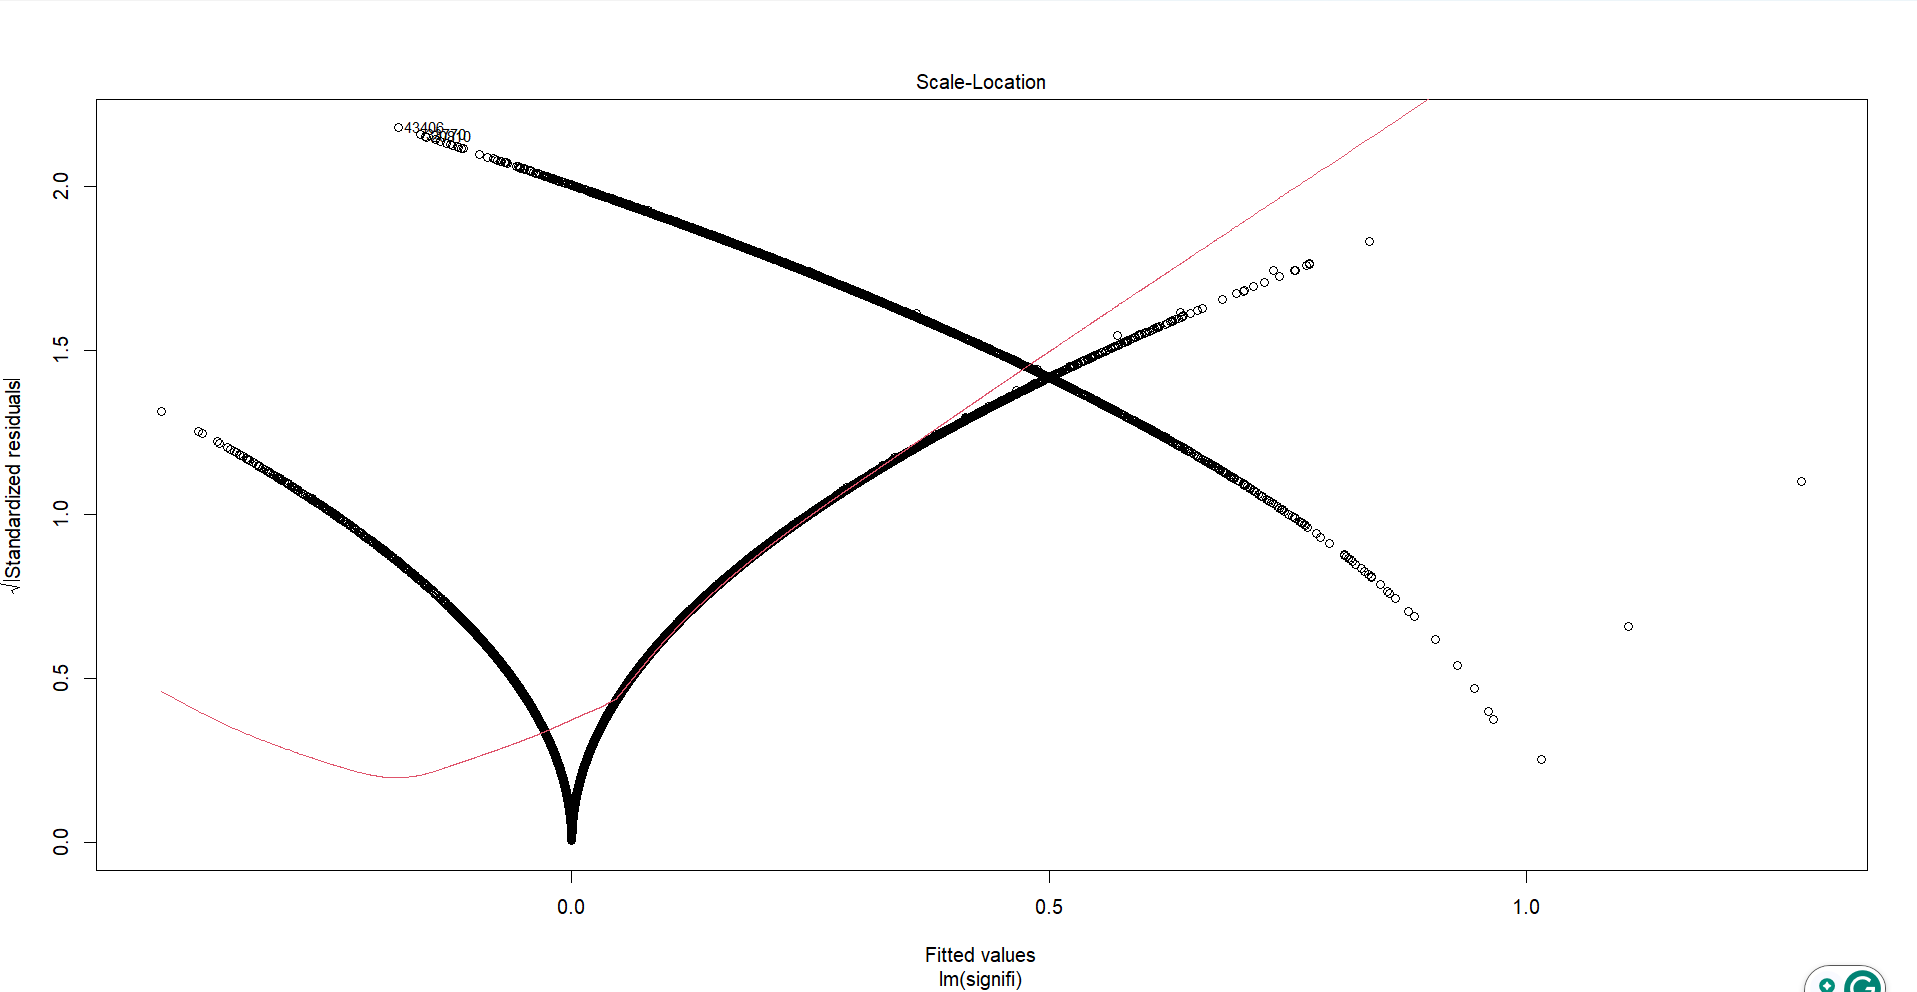 Scale-Location
43406
2.0
1.5
1.0
0.5
0.0
√|Standardized residuals|
0.0 0.5 1.0
Fitted values
lm(signifi)